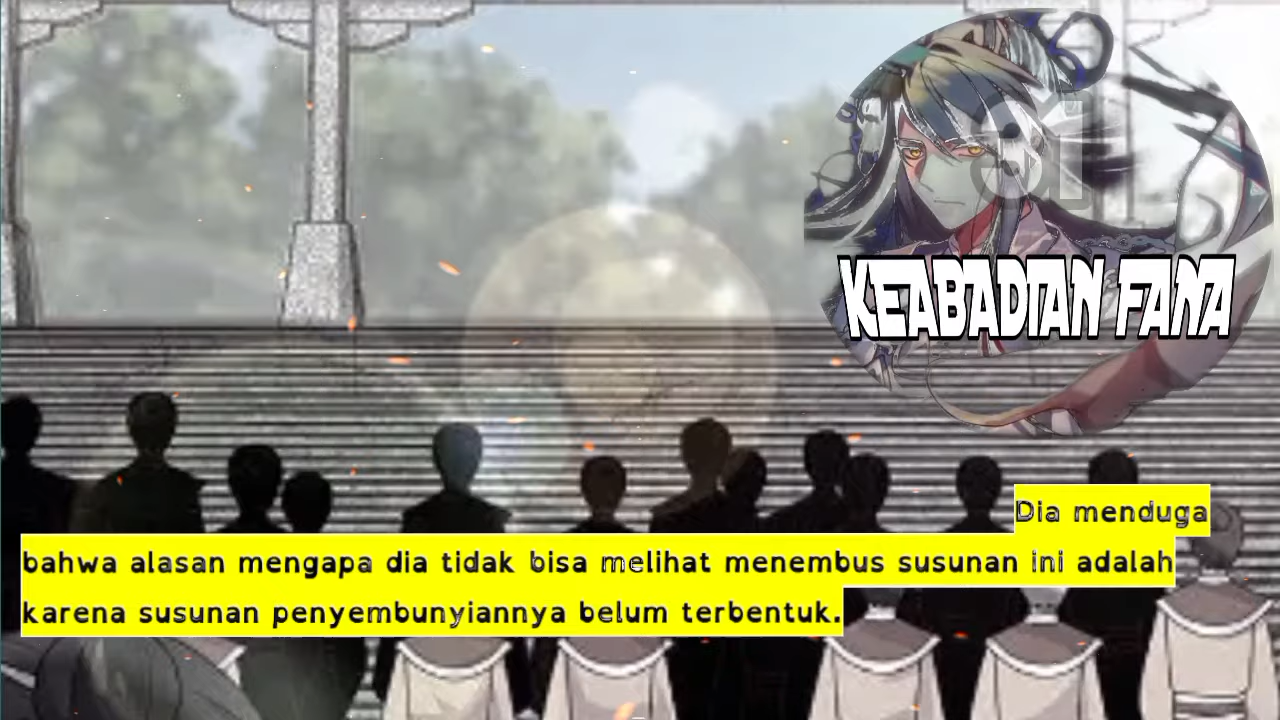 KEABADIAN FANA
Dia menduga
bahwa alasan mengapa dia tidak bisa melihat menembus susunan ini adalah
karena susunan penyembunyiannya belum terbentuk.